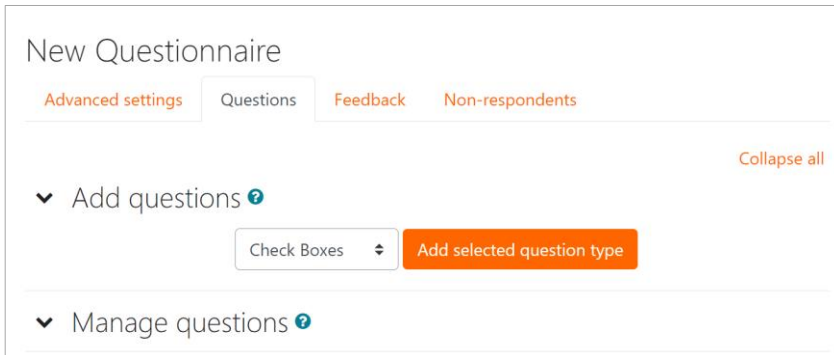 New Questionnaire
Advanced settings Questions Feedback Non-respondents
Collapse all
Add questions ?
Check Boxes Add selected question type
Manage questions ?